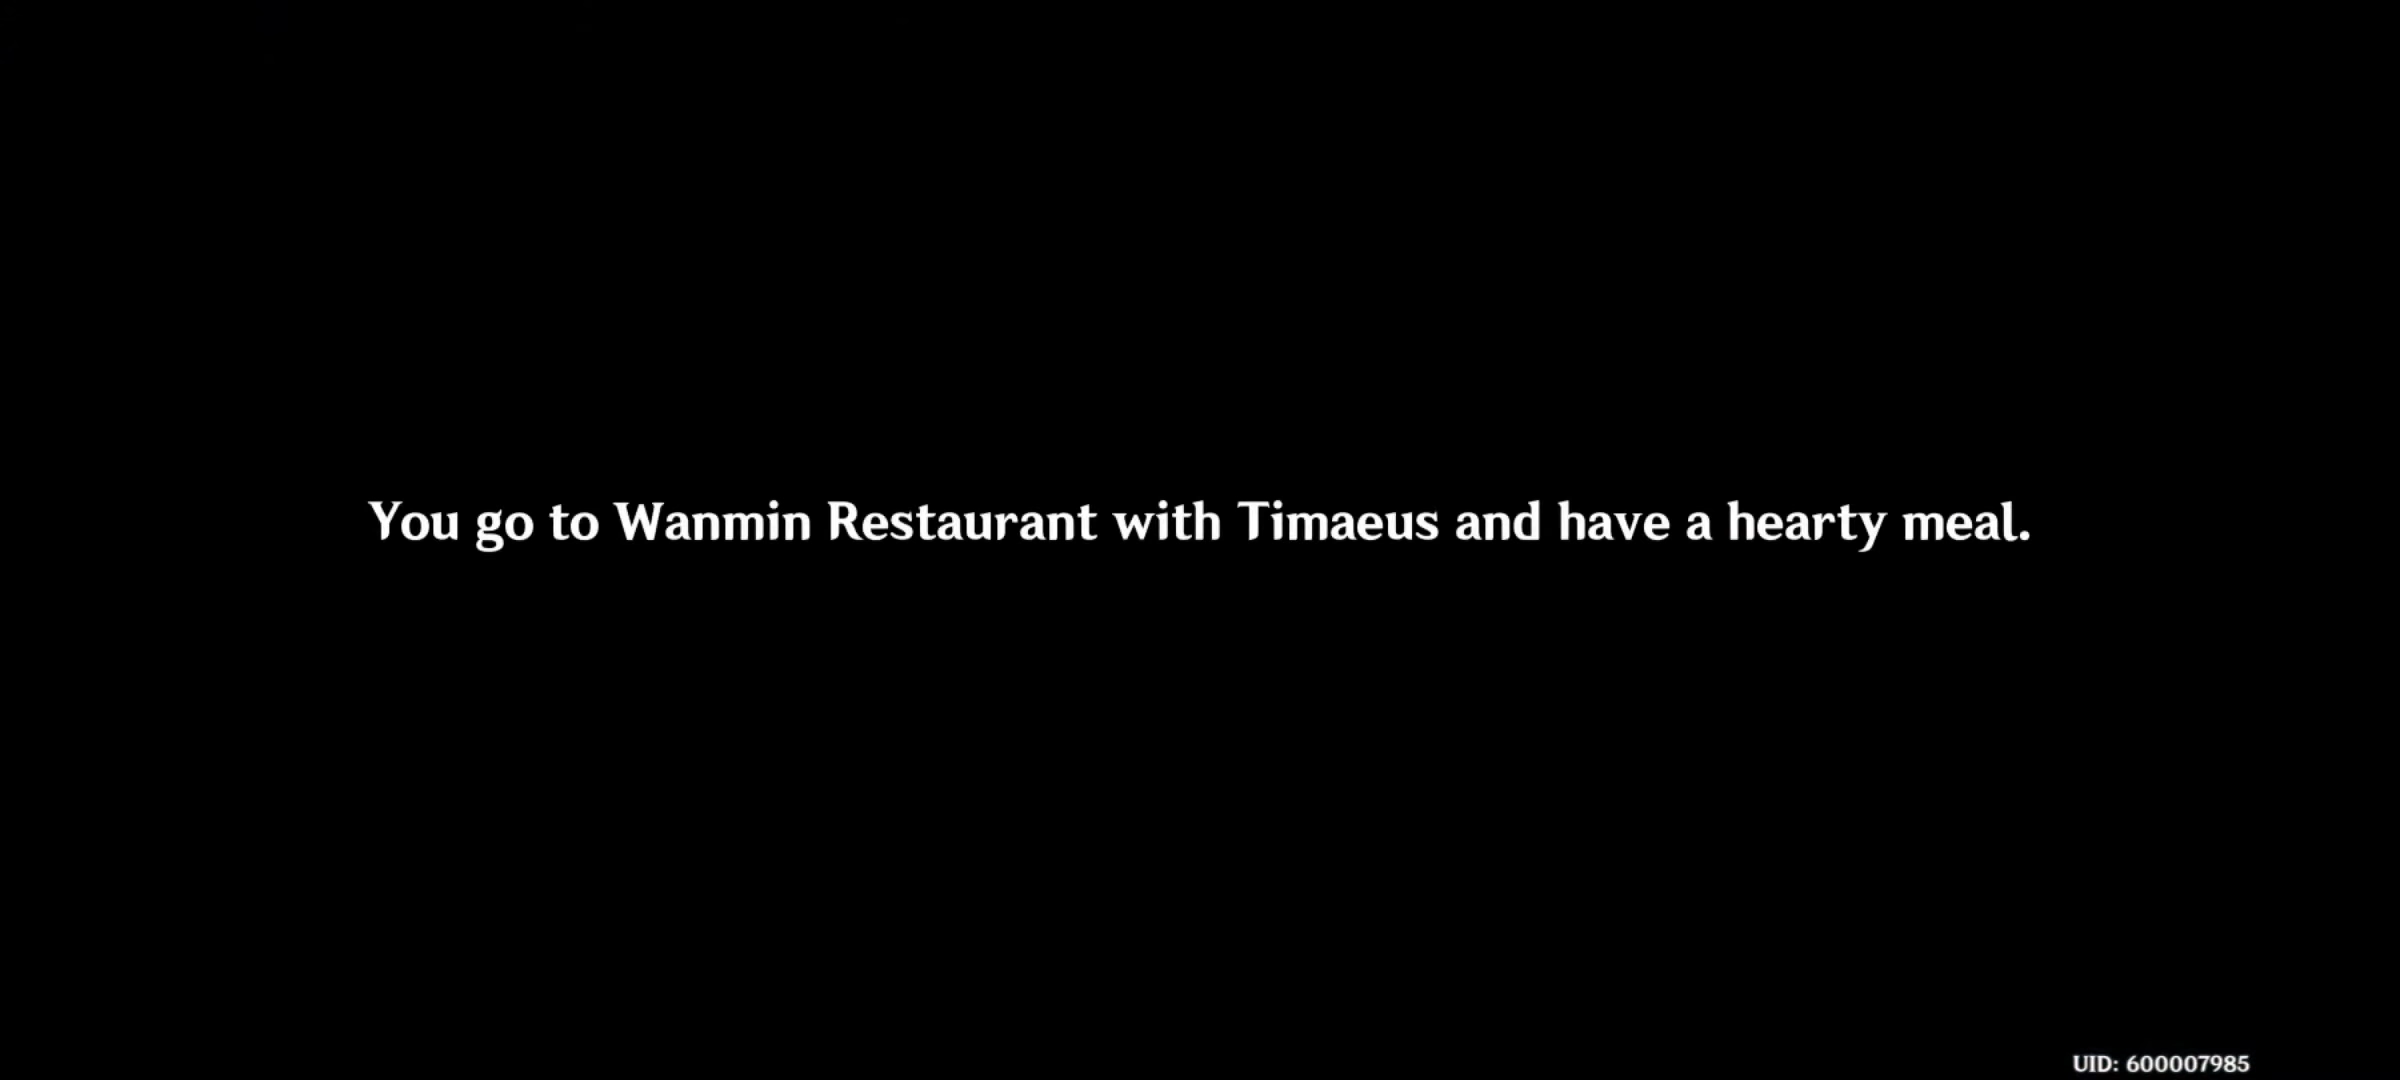 You go to Wanmin Restaurant with Timaeus and have a hearty meal.
UID: 600007985